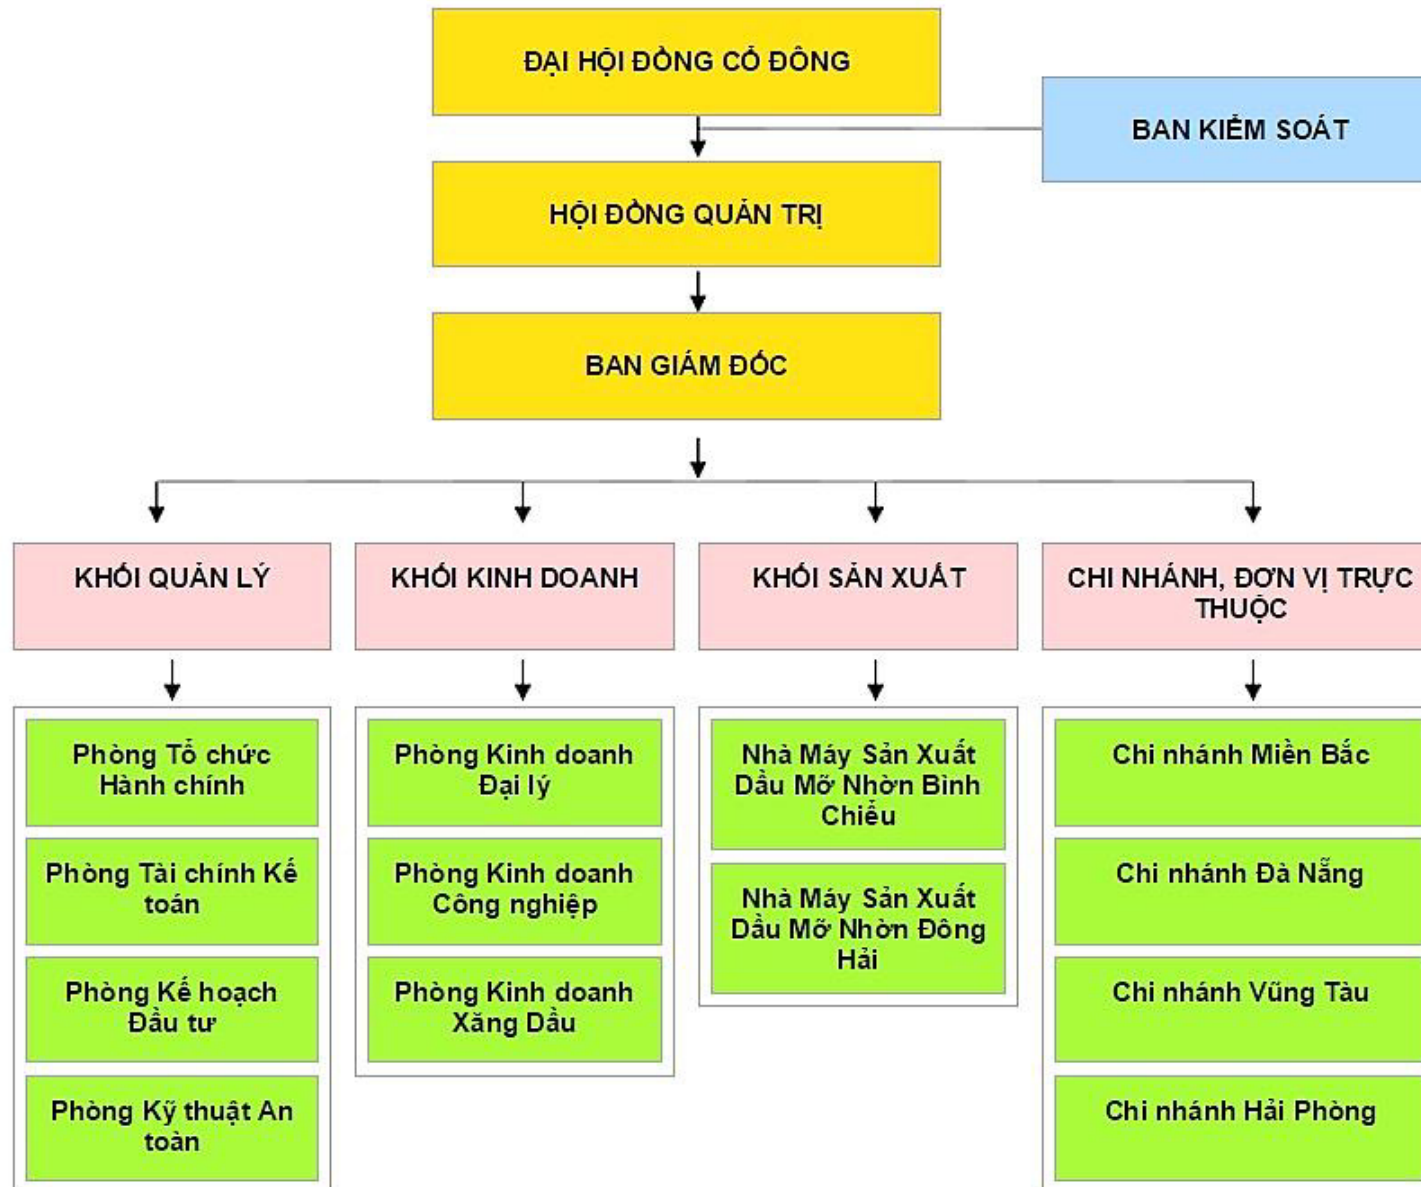 ĐẠI HỘI ĐỒNG CỔ ĐÔNG
BAN KIỂM SOÁT
HỘI ĐỒNG QUẢN TRỊ
BAN GIÁM ĐỐC
KHỐI QUẢN LÝ
KHỐI KINH DOANH
KHỐI SẢN XUẤT
CHI NHÁNH, ĐƠN VỊ TRỰC
THUỘC
Phòng Tổ chức
Hành chính
Phòng Tài chính Kế
toán
Phòng Kế hoạch
Đầu tư
Phòng Kỹ thuật An
toàn
Phòng Kinh doanh
Đại lý
Phòng Kinh doanh
Công nghiệp
Phòng Kinh doanh
Xăng Dầu
Nhà Máy Sản Xuất
Dầu Mỡ Nhờn Bình
Chiểu
Nhà Máy Sản Xuất
Dầu Mỡ Nhờn Đông
Hải
Chi nhánh Miền Bắc
Chi nhánh Đà Nẵng
Chi nhánh Vũng Tàu
Chi nhánh Hải Phòng